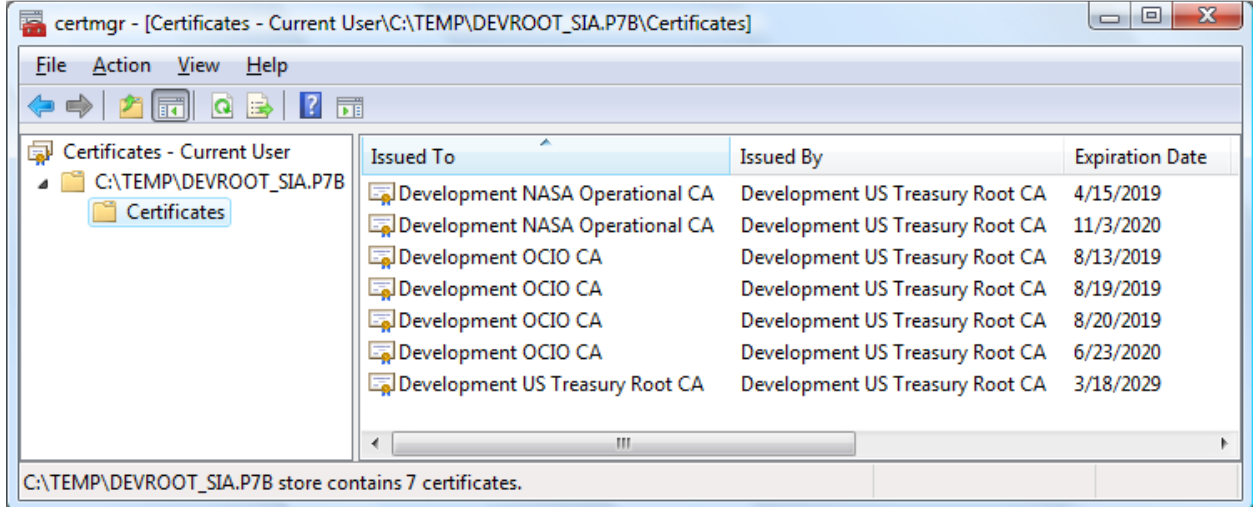 certmgr - [Certificates - Current User\C:\TEMP\DEVROOT_SIA.P7B\Certificates]
File Action View Help
Certificates - Current User
C:\TEMP\DEVROOT_SIA.P7B
Certificates
Issued To Issued By Expiration Date
Development NASA Operational CA Development US Treasury Root CA 4/15/2019
Development NASA Operational CA Development US Treasury Root CA 11/3/2020
Development OCIO CA Development US Treasury Root CA 8/13/2019
Development OCIO CA Development US Treasury Root CA 8/19/2019
Development OCIO CA Development US Treasury Root CA 8/20/2019
Development OCIO CA Development US Treasury Root CA 6/23/2020
Development US Treasury Root CA Development US Treasury Root CA 3/18/2029
C:\TEMP\DEVROOT_SIA.P7B store contains 7 certificates.